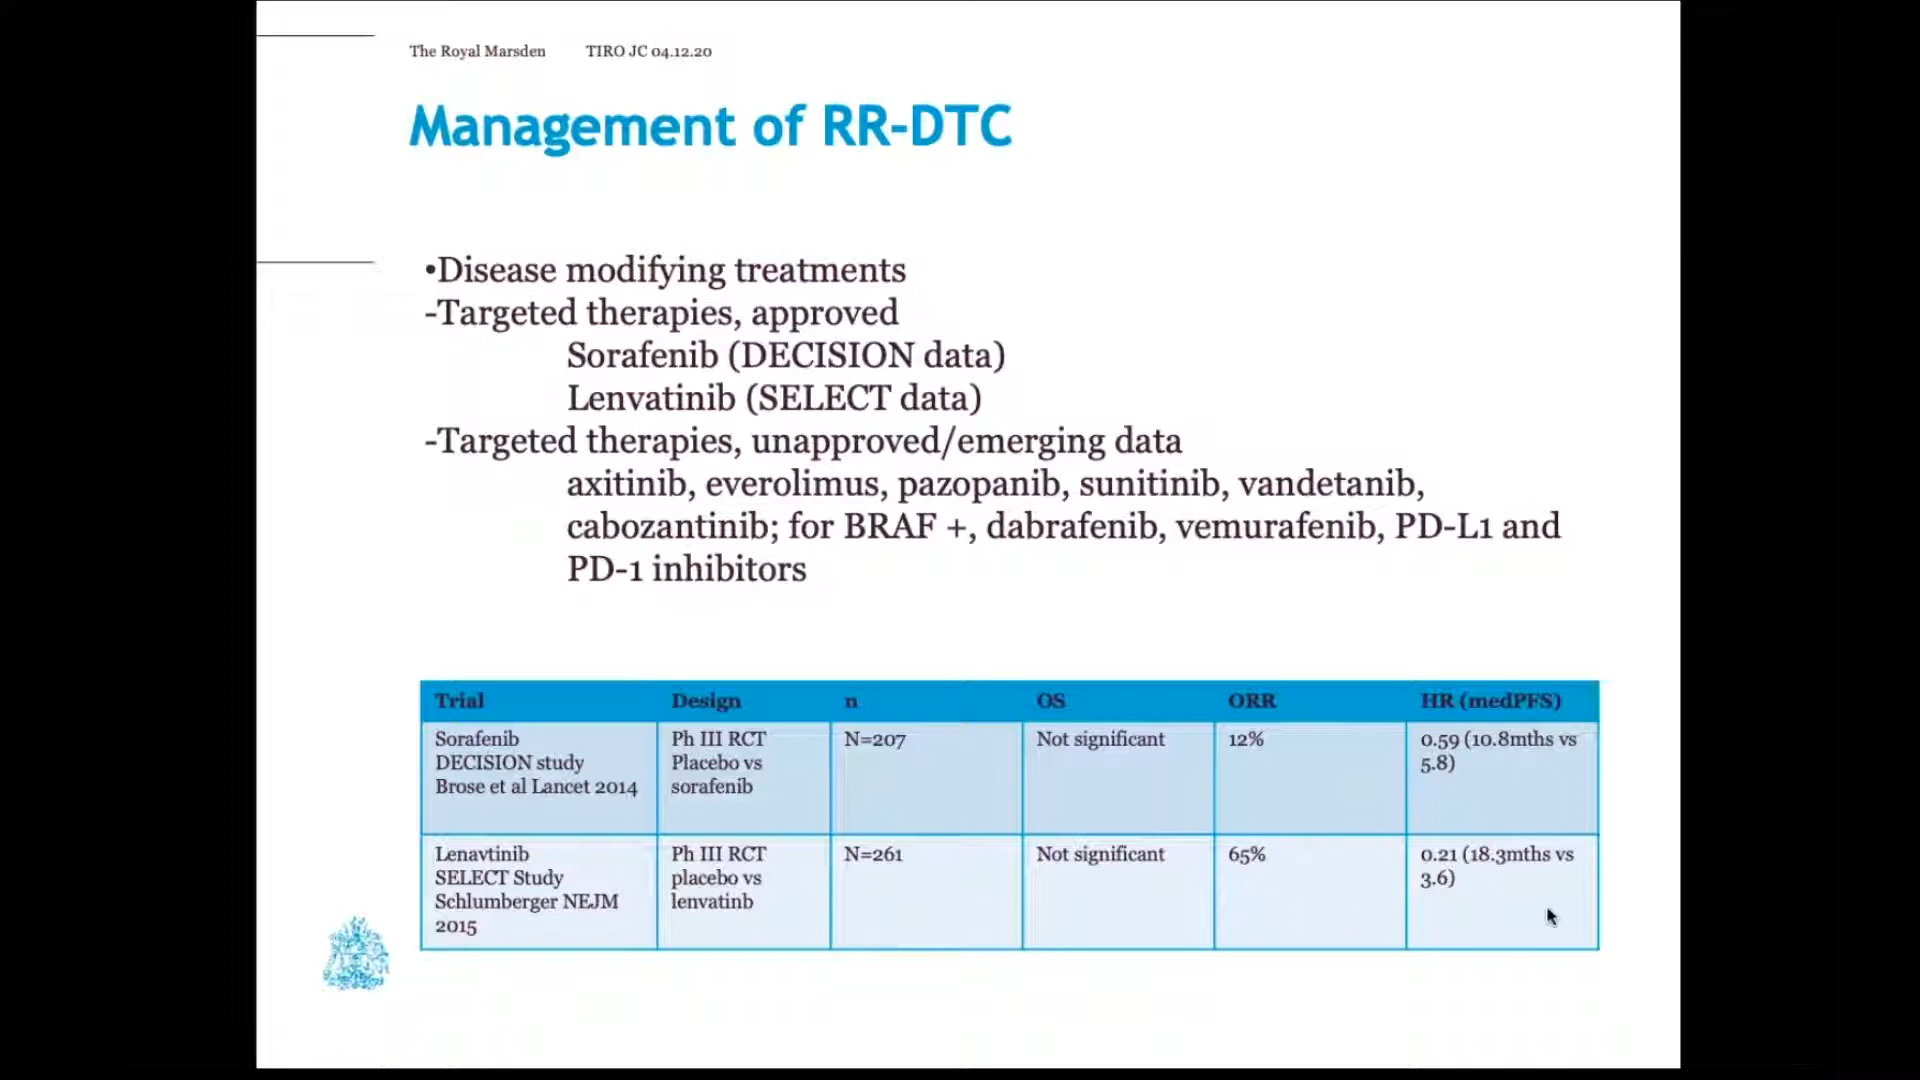 The Royal Marsden TIRO JC 04.12.20
Management of RR-DTC
•Disease modifying treatments
-Targeted therapies, approved
Sorafenib (DECISION data)
Lenvatinib (SELECT data)
-Targeted therapies, unapproved/emerging data
axitinib, everolimus, pazopanib, sunitinib, vandetanib,
cabozantinib; for BRAF +, dabrafenib, vemurafenib, PD-L1 and
PD-1 inhibitors
Trial Design n OS ORR HR (medPFS)
Sorafenib Ph III RCT N=207 Not significant 12% 0.59 (10.8mths vs
DECISION study Placebo vs 5.8)
Brose et al Lancet 2014 sorafenib
Lenavtinib Ph III RCT N=261 Not significant 65% 0.21 (18.3mths vs
SELECT Study placebo vs 3.6)
Schlumberger NEJM lenvatinb
2015